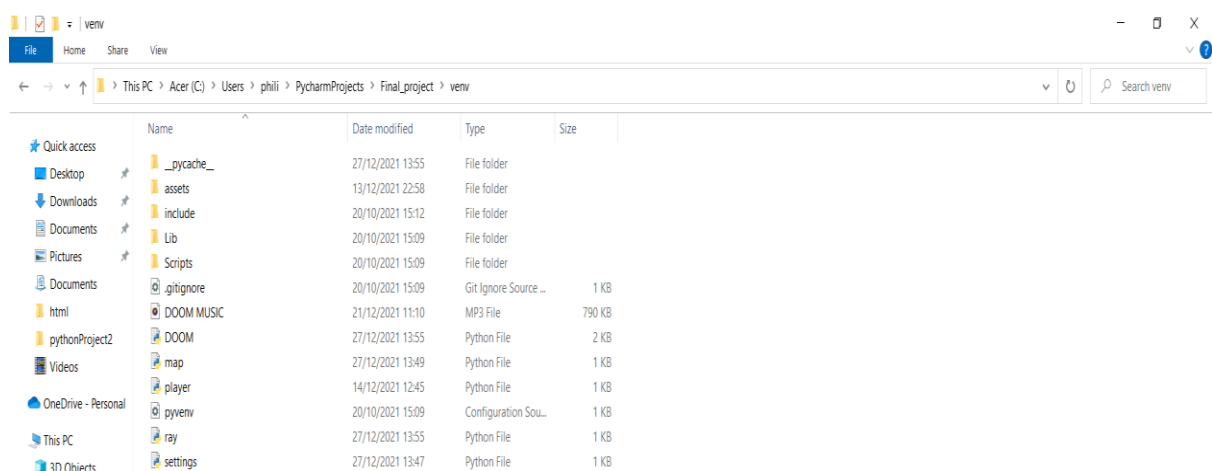 venv
File Home Share View
This PC > Acer (C:) > Users > phili > PycharmProjects > Final_project > venv
Search venv
Name Date modified Type Size
Quick access
Desktop
Downloads
Documents
Pictures
Documents
html
pythonProject2
Videos
OneDrive - Personal
This PC
3D Objects
__pycache__ 27/12/2021 13:55 File folder
assets 13/12/2021 22:58 File folder
include 20/10/2021 15:12 File folder
Lib 20/10/2021 15:09 File folder
Scripts 20/10/2021 15:09 File folder
.gitignore 20/10/2021 15:09 Git Ignore Source ... 1 KB
DOOM MUSIC 21/12/2021 11:10 MP3 File 790 KB
DOOM 27/12/2021 13:55 Python File 2 KB
map 27/12/2021 13:49 Python File 1 KB
player 14/12/2021 12:45 Python File 1 KB
pyvenv 20/10/2021 15:09 Configuration Sou... 1 KB
ray 27/12/2021 13:55 Python File 1 KB
settings 27/12/2021 13:47 Python File 1 KB